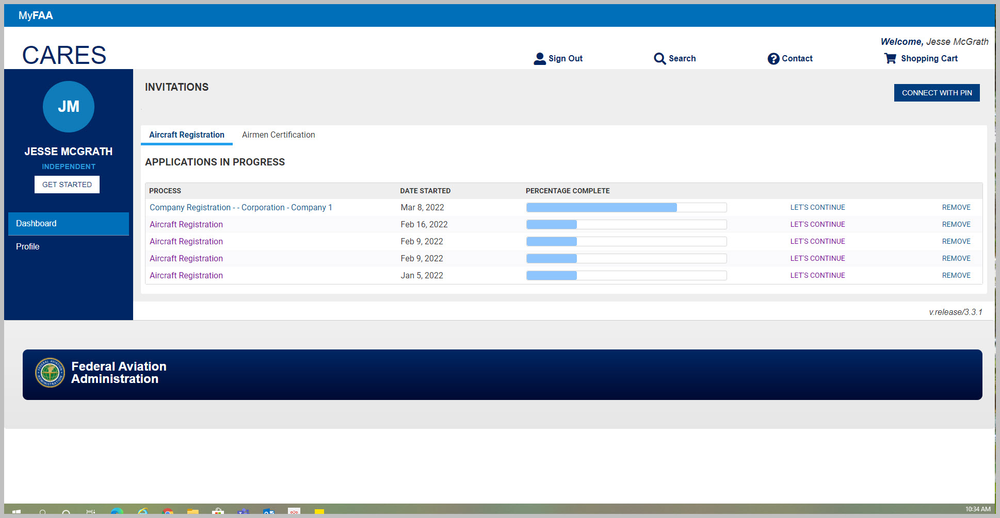 MyFAA
Welcome, Jesse McGrath
CARES
Sign Out
Search
Contact
Shopping Cart
JM
JESSE MCGRATH
INDEPENDENT
GET STARTED
Dashboard
Profile
INVITATIONS
CONNECT WITH PIN
Aircraft Registration Airmen Certification
APPLICATIONS IN PROGRESS
PROCESS DATE STARTED PERCENTAGE COMPLETE
Company Registration - - Corporation - Company 1 Mar 8, 2022 LET'S CONTINUE REMOVE
Aircraft Registration Feb 16, 2022 LET'S CONTINUE REMOVE
Aircraft Registration Feb 9, 2022 LET'S CONTINUE REMOVE
Aircraft Registration Feb 9, 2022 LET'S CONTINUE REMOVE
Aircraft Registration Jan 5, 2022 LET'S CONTINUE REMOVE
v.release/3.3.1
FEDERAL AVIATION
ADMINISTRATION
Federal Aviation
Administration
10:34 AM